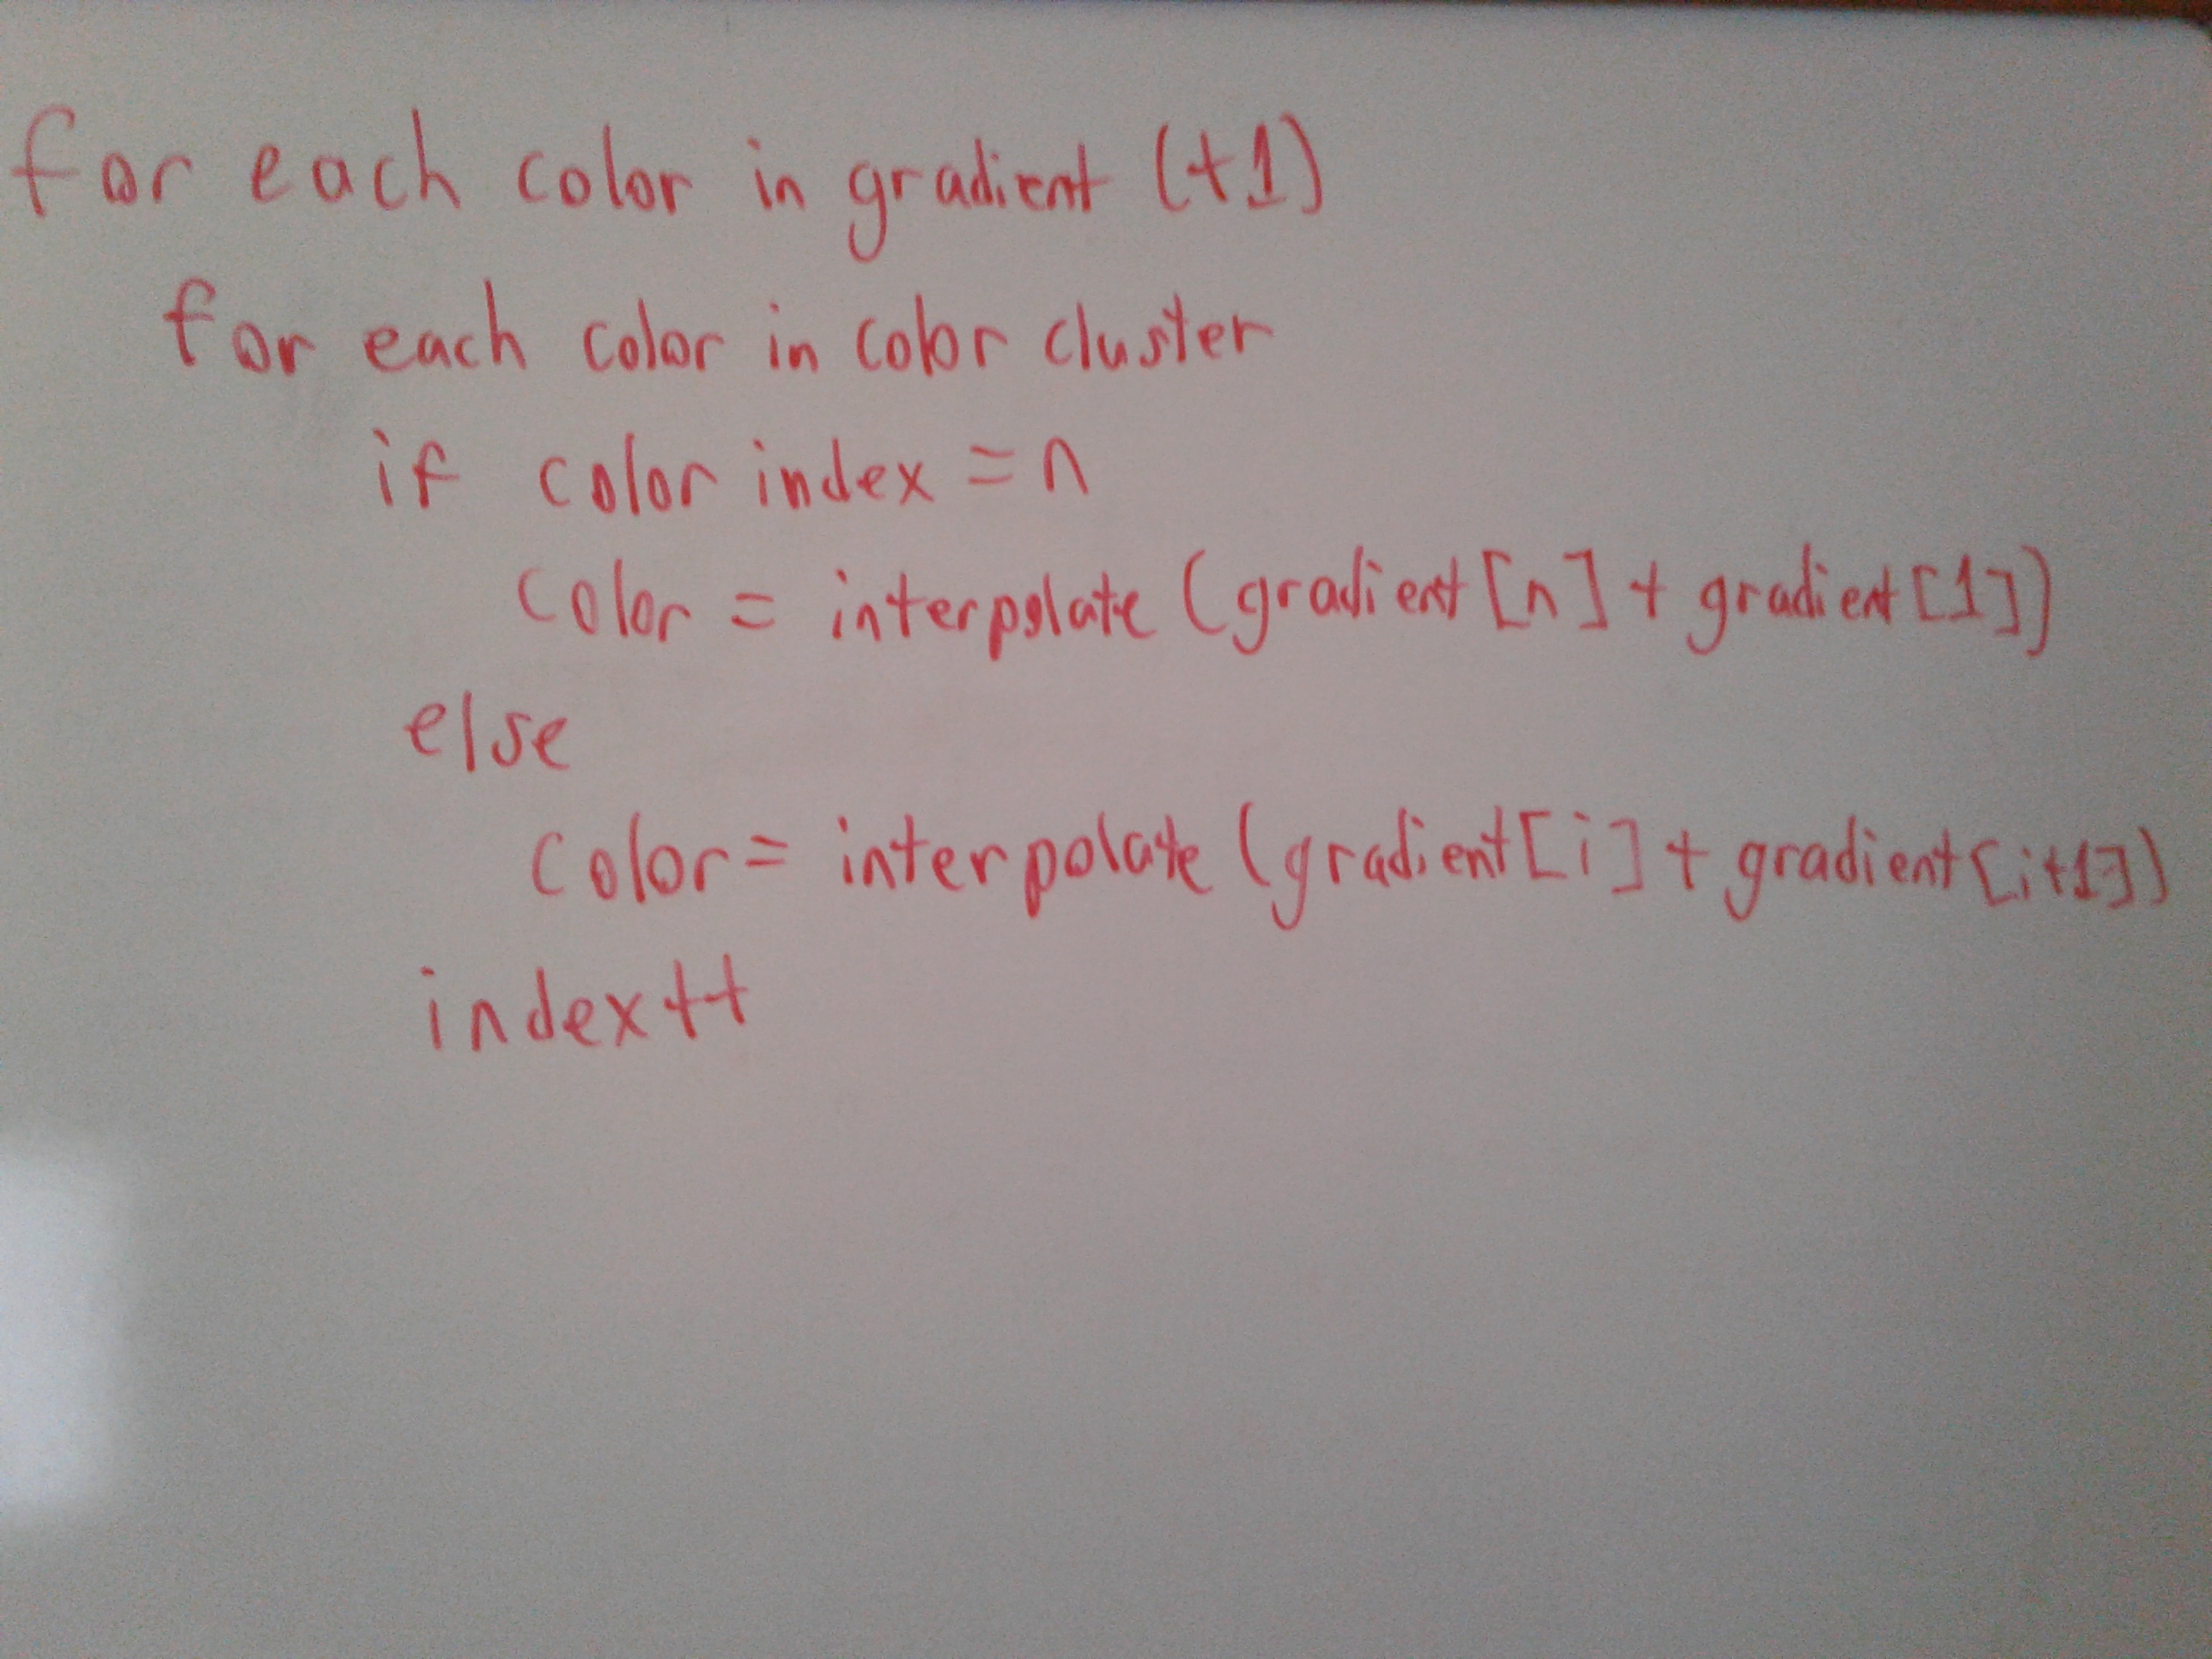 for each color in gradient (+1)
for each color in color cluster
if color index = n
color = interpolate (gradient [n] + gradient [1])
else
color = interpolate (gradient [i] + gradient [i+1])
index++